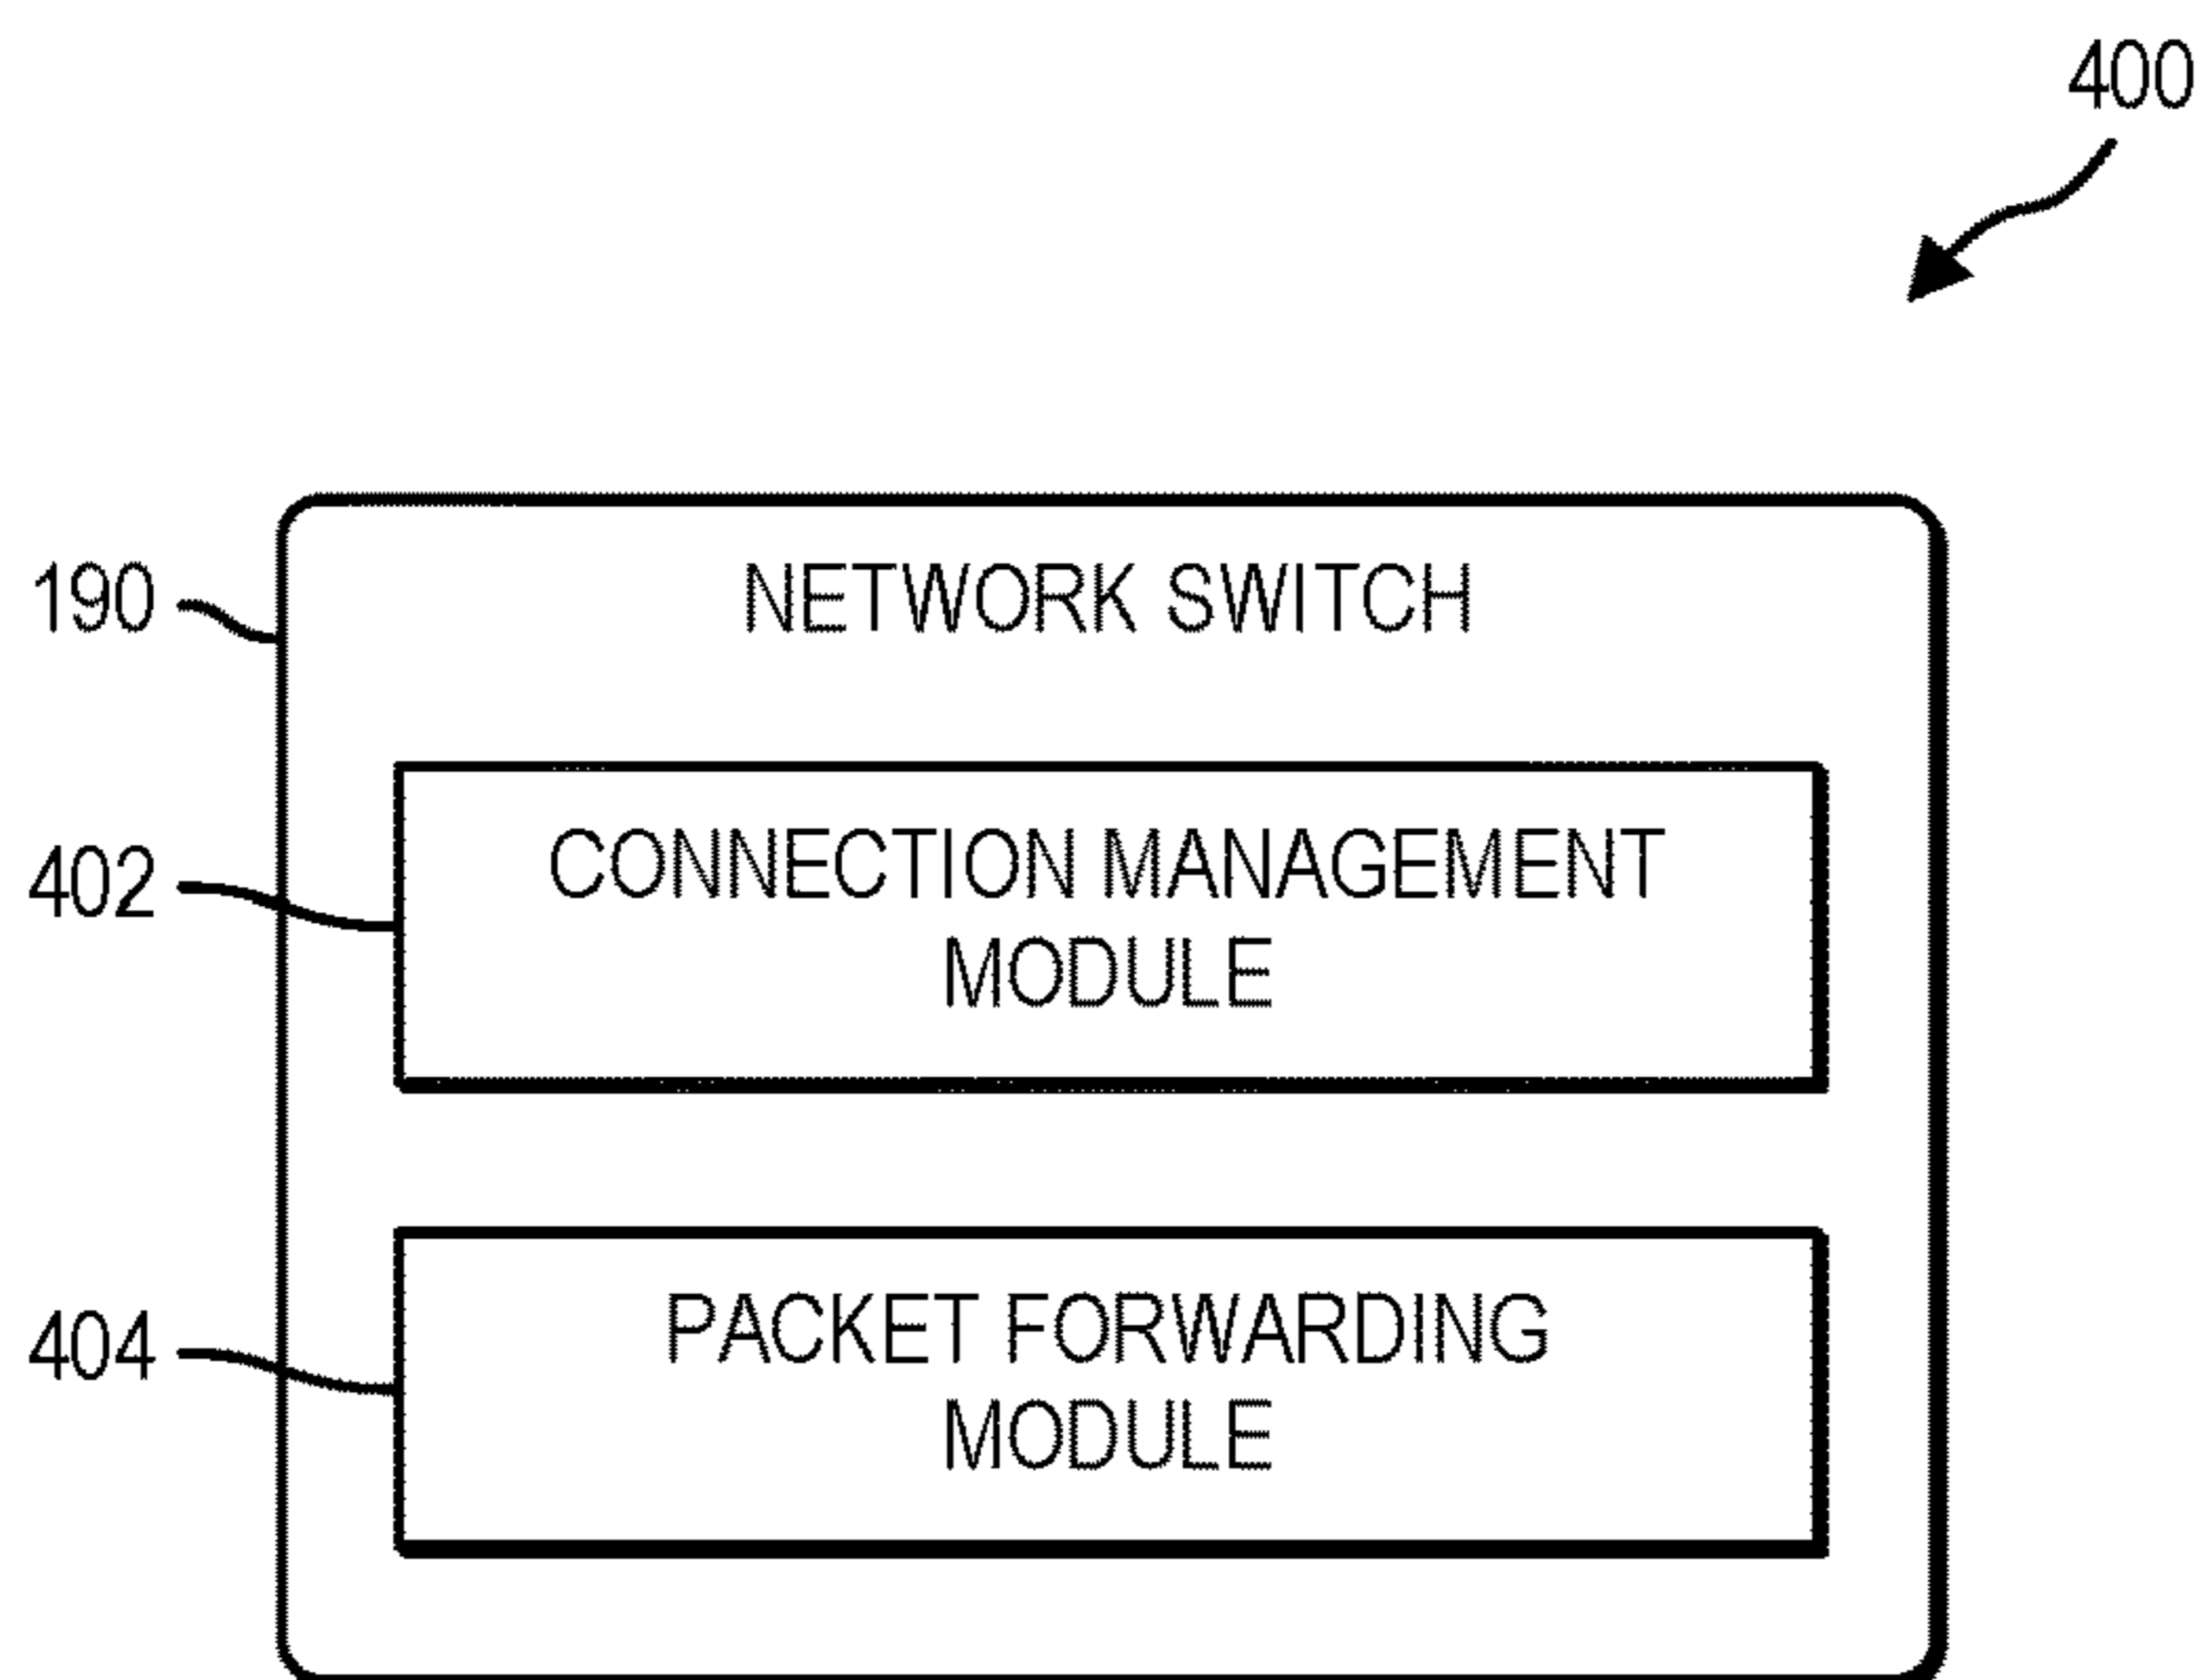 400
190
NETWORK SWITCH
402
CONNECTION MANAGEMENT
MODULE
404
PACKET FORWARDING
MODULE